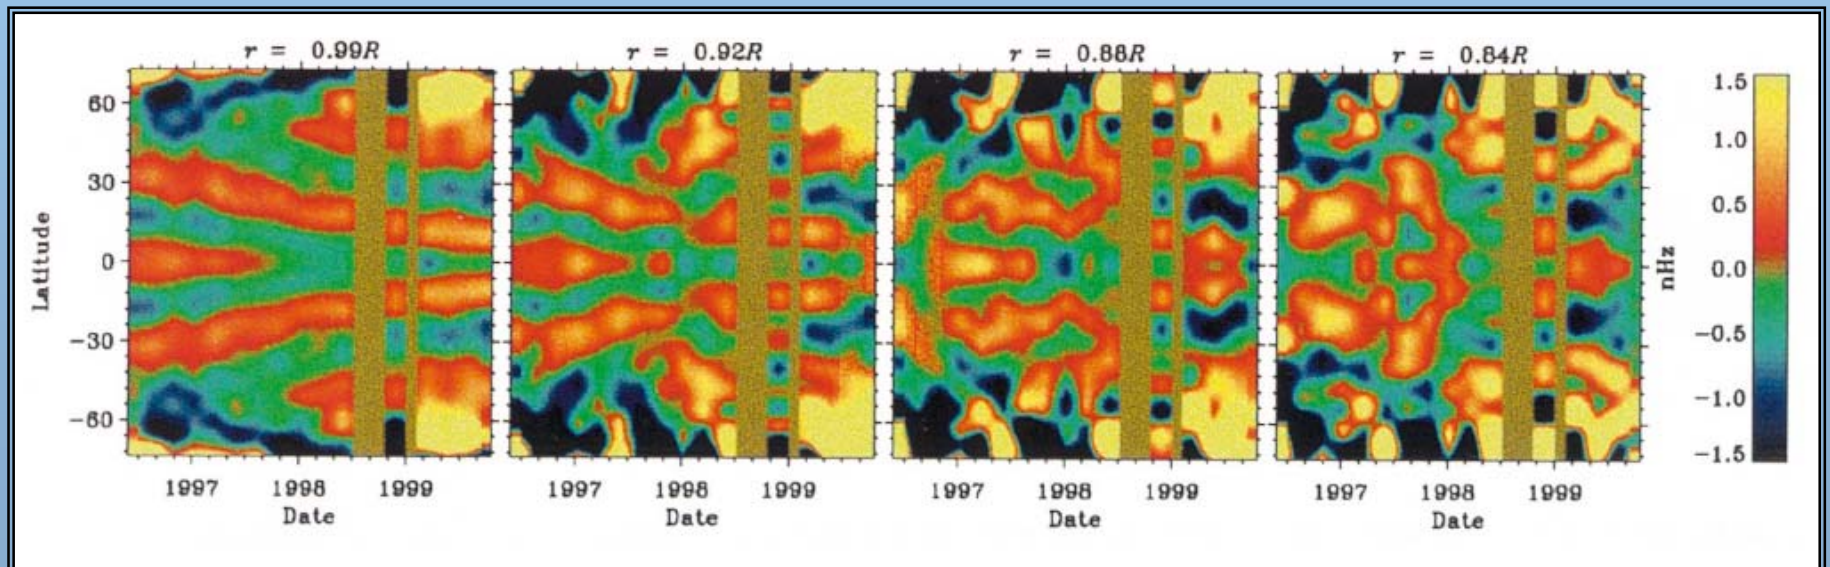 r = 0.99R
r = 0.92R
r = 0.88R
r = 0.84R
Latitude
60
30
0
−30
−60
1997 1998 1999
1997 1998 1999
1997 1998 1999
1997 1998 1999
Date
Date
Date
Date
nHz
1.5
1.0
0.5
0.0
−0.5
−1.0
−1.5